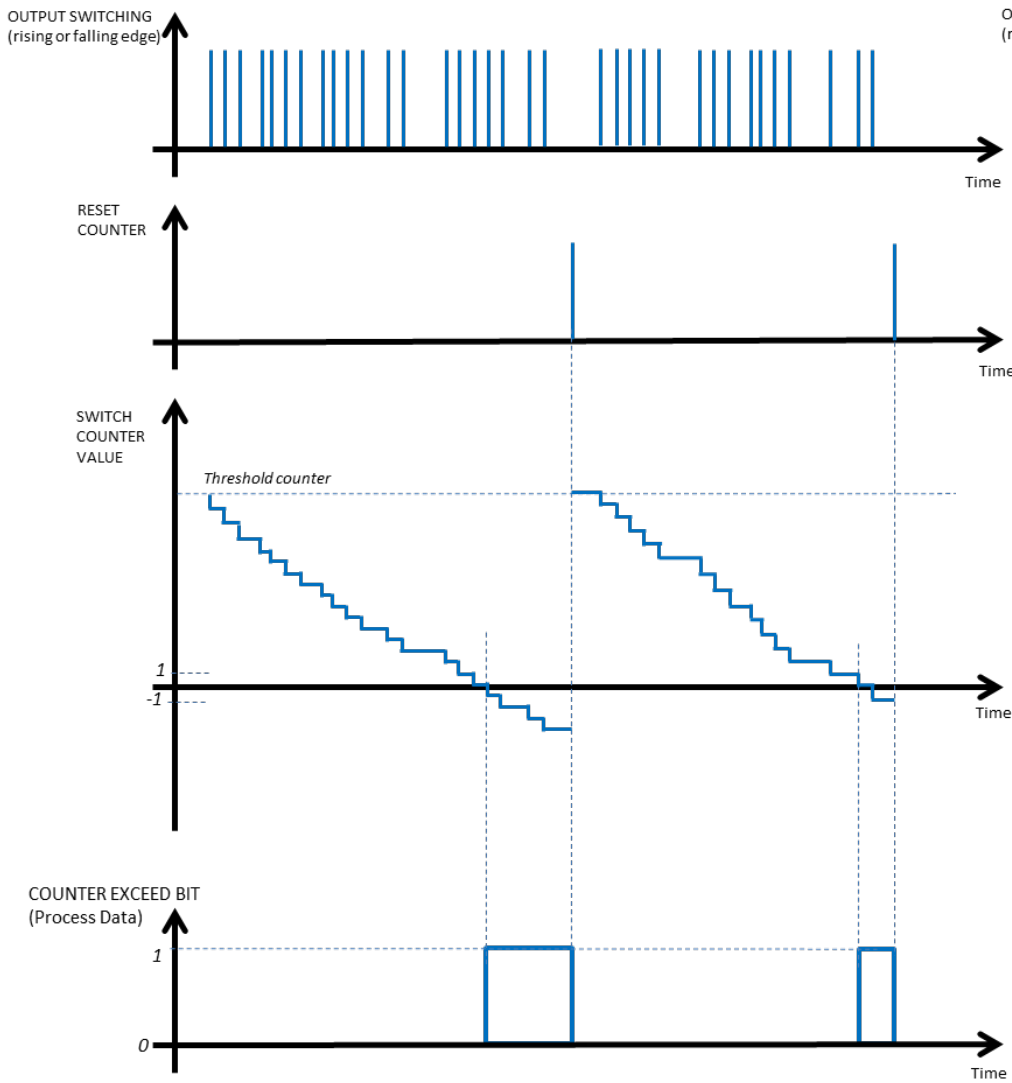 OUTPUT SWITCHING
(rising or falling edge)
O
(r
Time
RESET
COUNTER
Time
SWITCH
COUNTER
VALUE
Threshold counter
1
-1
Time
COUNTER EXCEED BIT
(Process Data)
1
0
Time